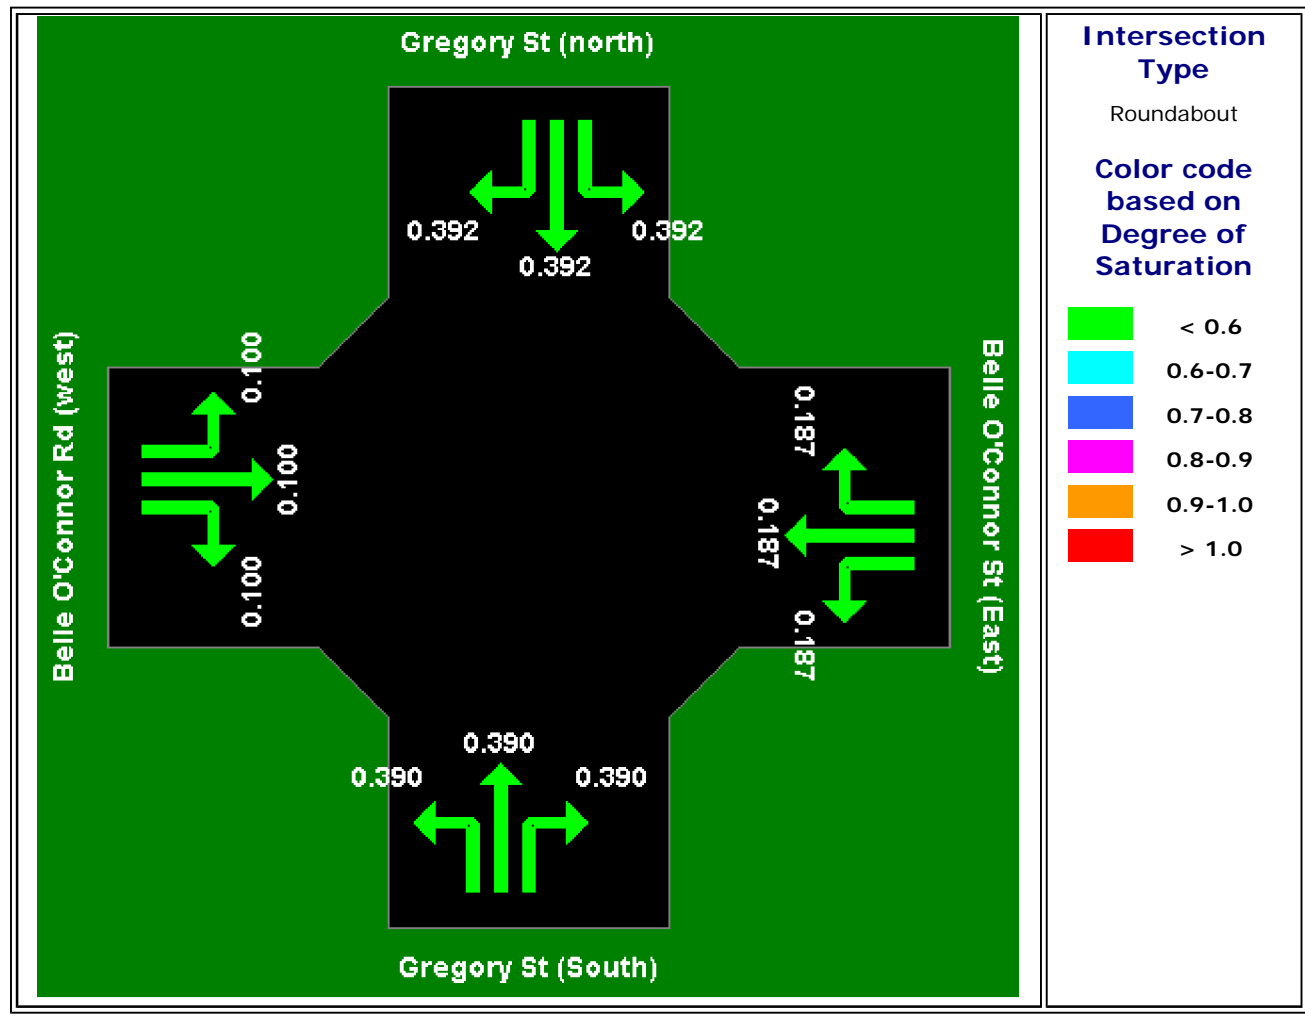 Gregory St (north)
0.392
0.392
0.392
Belle O'Connor Rd (west)
0.100
0.100
0.100
0.187
0.187
0.187
Belle O'Connor St (East)
0.390
0.390
0.390
Gregory St (South)
Intersection
Type
Roundabout
Color code
based on
Degree of
Saturation
< 0.6
0.6-0.7
0.7-0.8
0.8-0.9
0.9-1.0
> 1.0